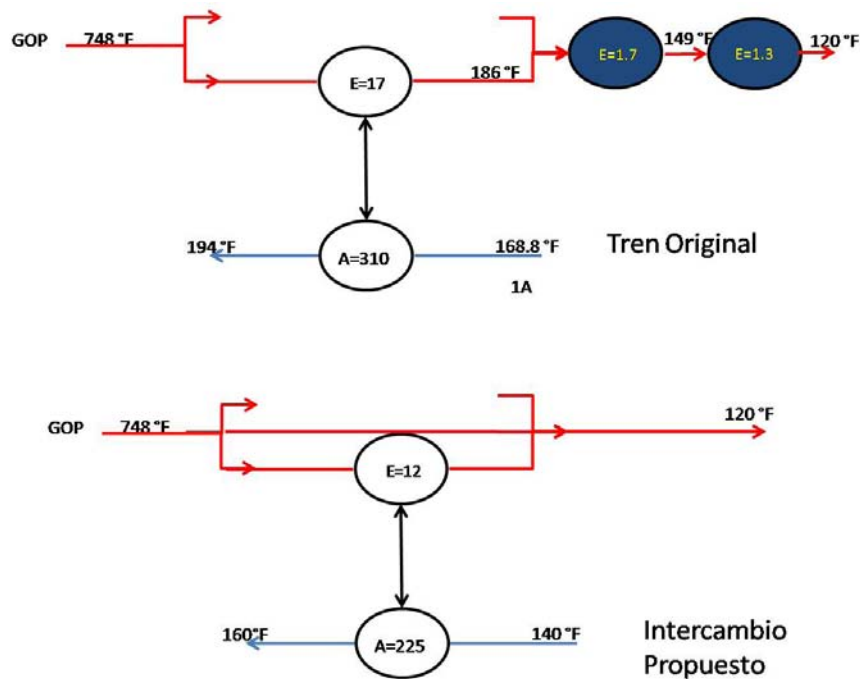 GOP
748 °F
E=17
186 °F
E=1.7
149 °F
E=1.3
120 °F
194 °F
A=310
168.8 °F
1A
Tren Original
GOP
748 °F
120 °F
E=12
160°F
A=225
140 °F
Intercambio
Propuesto